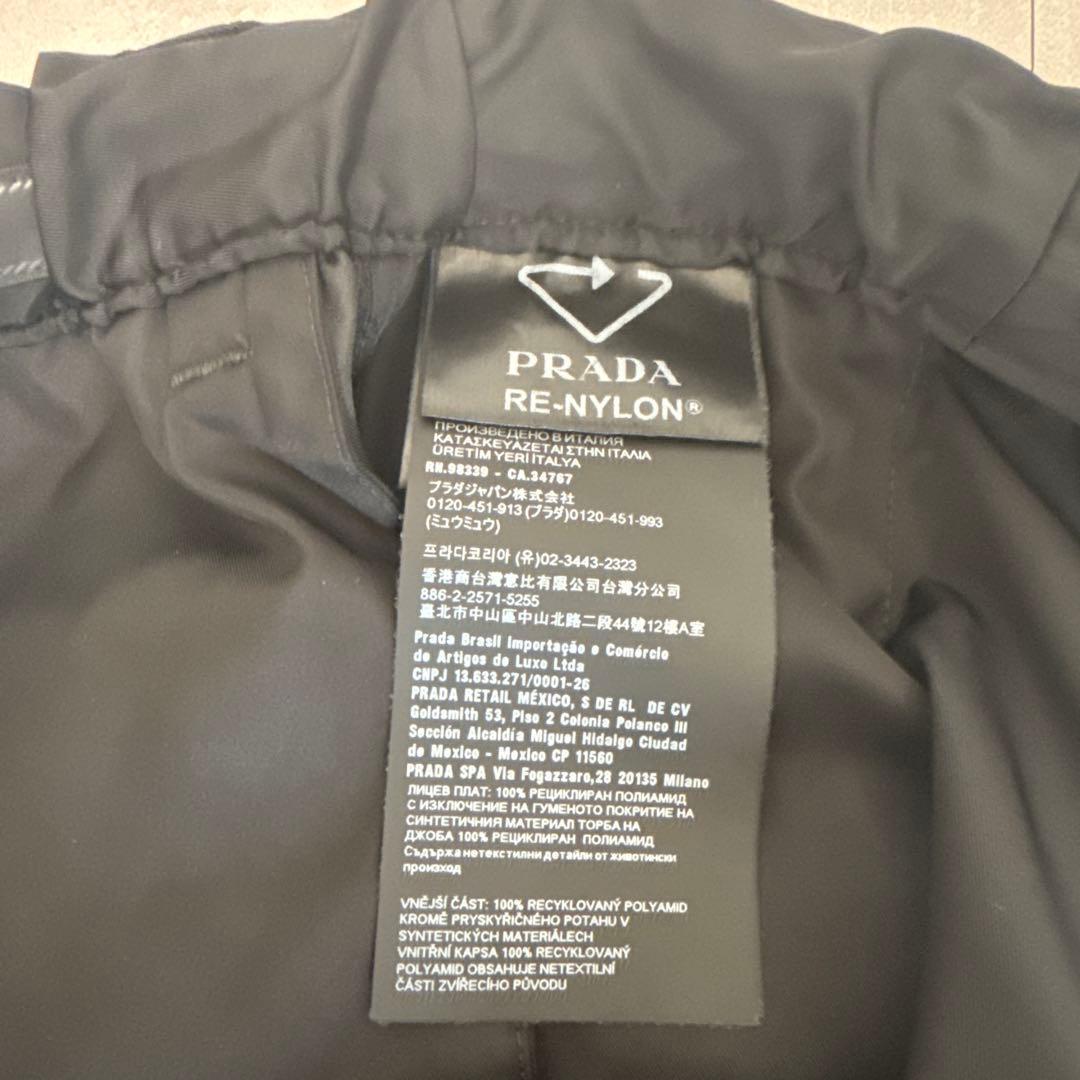 PRADA
RE-NYLON®
ПРОИЗВЕДЕНО В ИТАЛИЯ
ΚΑΤΑΣΚΕΥΑΖΕΤΑΙ ΣΤΗΝ ΙΤΑΛΙΑ
ÜRETİM YERİ İTALYA
RN.98339 - CA.34767
プラダジャパン株式会社
0120-451-913 (プラダ)0120-451-993
(ミュウミュウ)
프라다코리아 (유)02-3443-2323
香港商台灣意比有限公司台灣分公司
886-2-2571-5255
臺北市中山區中山北路二段44號12樓A室
Prada Brasil Importação e Comércio
de Artigos de Luxo Ltda
CNPJ 13.633.271/0001-26
PRADA RETAIL MÉXICO, S DE RL DE CV
Goldsmith 53, Piso 2 Colonia Polanco III
Sección Alcaldía Miguel Hidalgo Ciudad
de Mexico - Mexico CP 11560
PRADA SPA Via Fogazzaro,28 20135 Milano
ЛИЦЕВ ПЛАТ: 100% РЕЦИКЛИРАН ПОЛИАМИД
С ИЗКЛЮЧЕНИЕ НА ГУМЕНОТО ПОКРИТИЕ НА
СИНТЕТИЧНИЯ МАТЕРИАЛ ТОРБА НА
ДЖОБА 100% РЕЦИКЛИРАН ПОЛИАМИД
Съдържа нетекстилни детайли от животински
произход
VNĚJŠÍ ČÁST: 100% RECYKLOVANÝ POLYAMID
KROMĚ PRYSKYŘIČNÉHO POTAHU V
SYNTETICKÝCH MATERIÁLECH
VNITŘNÍ KAPSA 100% RECYKLOVANÝ
POLYAMID OBSAHUJE NETEXTILNÍ
ČÁSTI ZVÍŘECÍHO PŮVODU